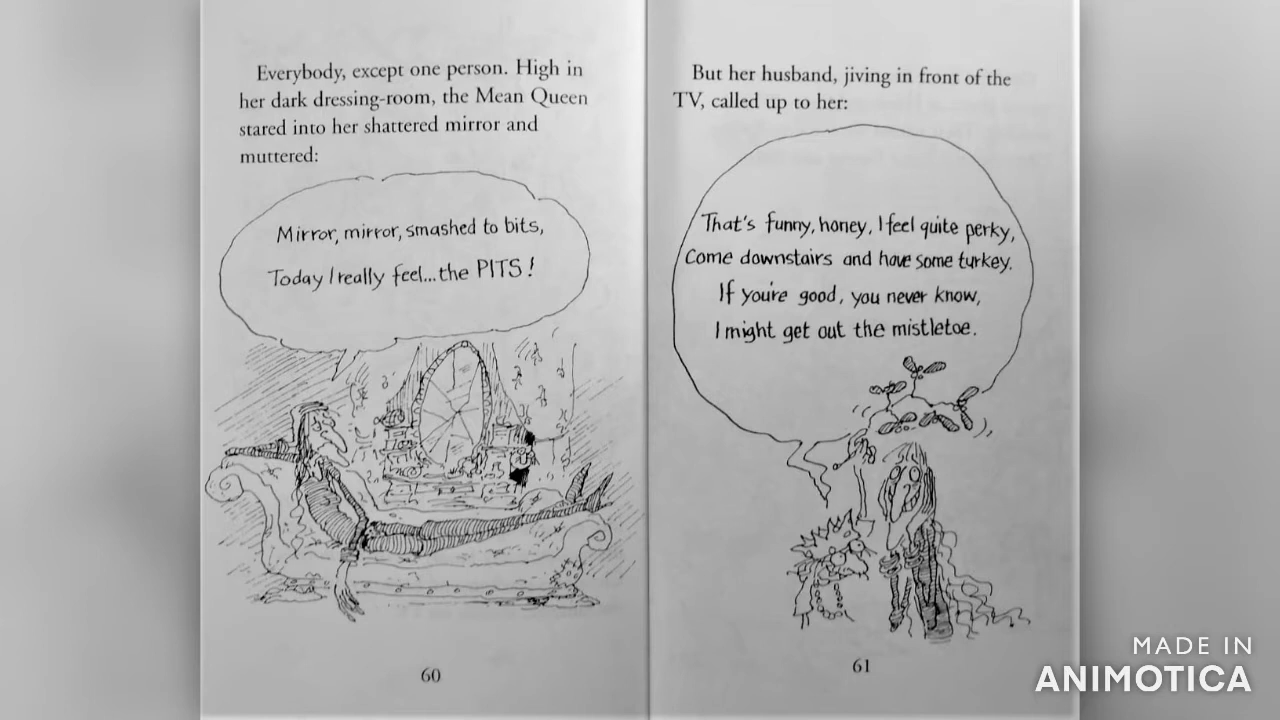 Everybody, except one person. High in
her dark dressing-room, the Mean Queen
stared into her shattered mirror and
muttered:
Mirror, mirror, smashed to bits,
Today I really feel...the PITS!
60
But her husband, jiving in front of the
TV, called up to her:
That's funny, honey, I feel quite perky,
Come downstairs and have some turkey.
If you're good, you never know,
I might get out the mistletoe.
61
MADE IN
ANIMOTICA